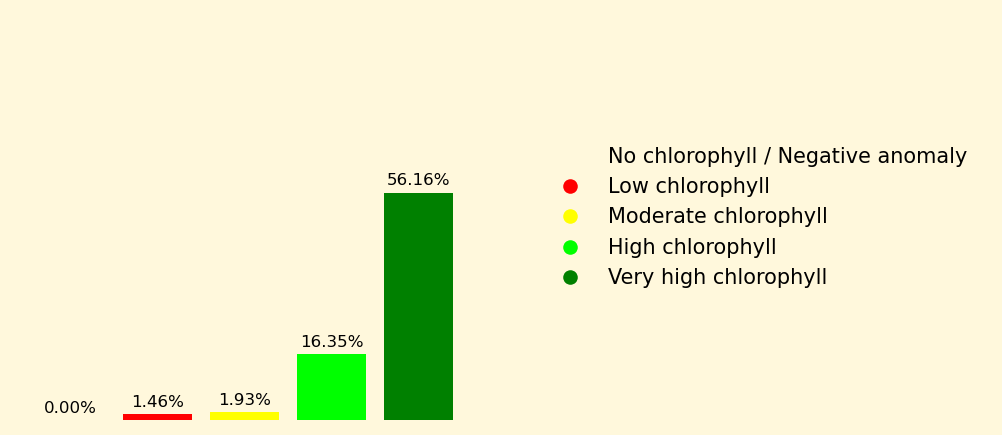 0.00%
1.46%
1.93%
16.35%
56.16%
No chlorophyll / Negative anomaly
Low chlorophyll
Moderate chlorophyll
High chlorophyll
Very high chlorophyll